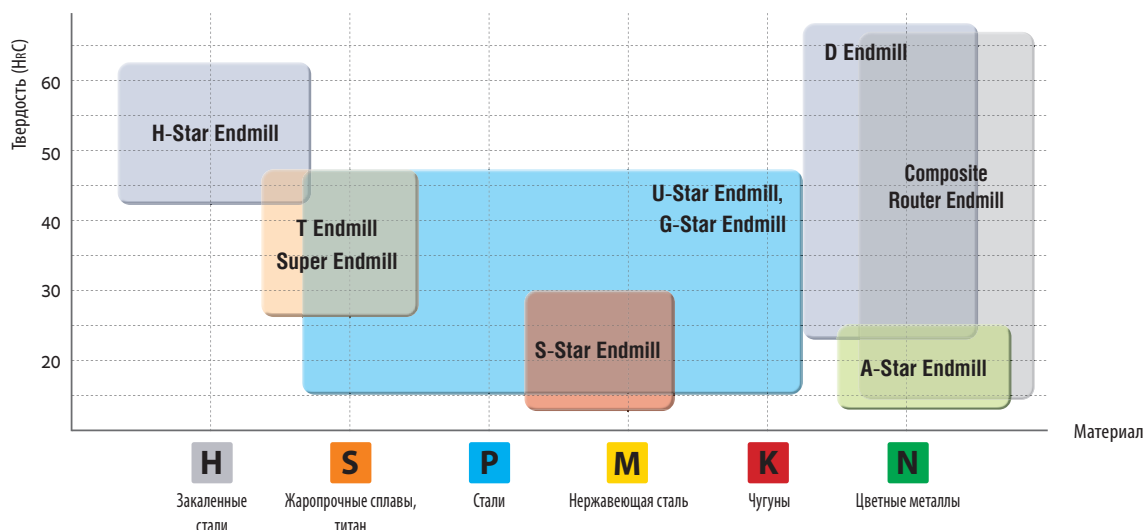 Твердость (HRC)
60
50
40
30
20
H-Star Endmill
T Endmill
Super Endmill
U-Star Endmill,
G-Star Endmill
S-Star Endmill
D Endmill
Composite
Router Endmill
A-Star Endmill
Материал
H
S
P
M
K
N
Закаленные
стали
Жаропрочные сплавы,
титан
Стали
Нержавеющая сталь
Чугуны
Цветные металлы